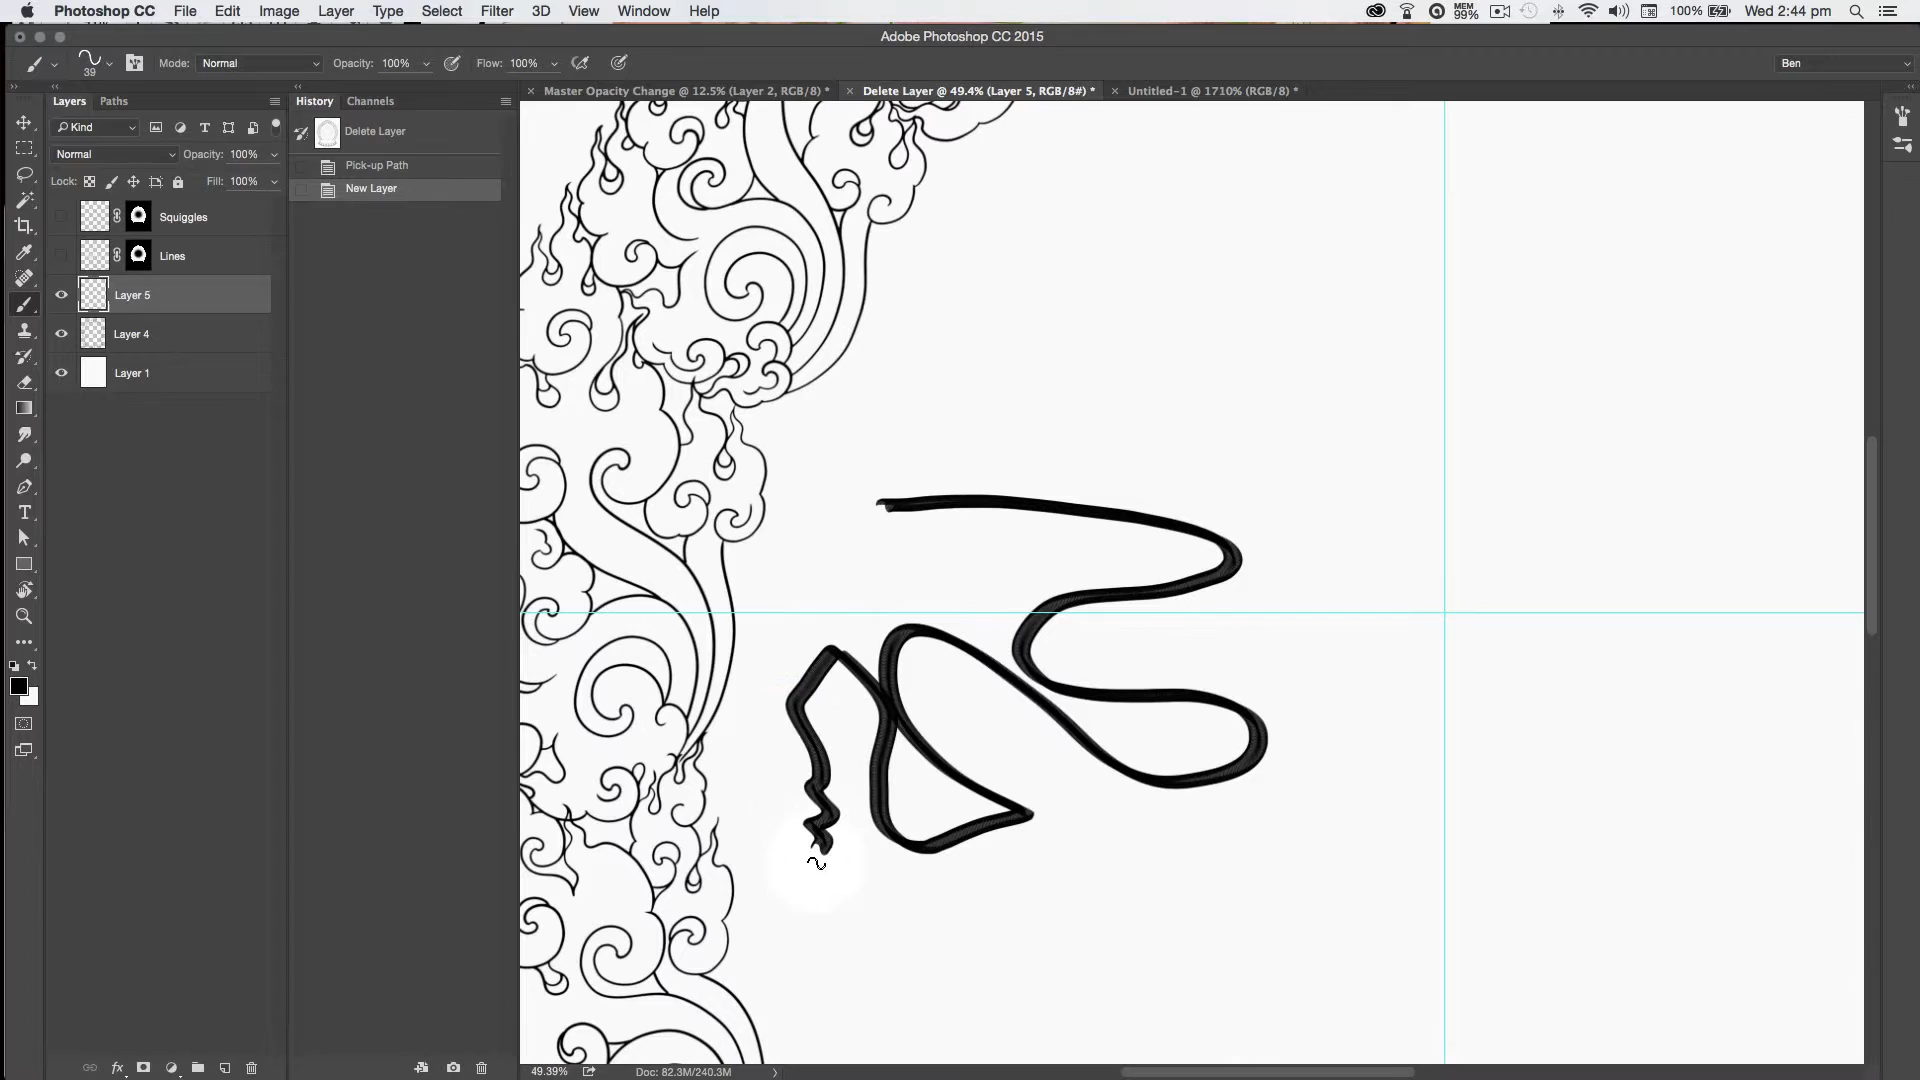 Photoshop CC File Edit Image Layer Type Select Filter 3D View Window Help MEM 99% 100% Wed 2:44 pm
Adobe Photoshop CC 2015
39 Mode: Normal Opacity: 100% Flow: 100% Ben
Layers Paths History Channels × Master Opacity Change @ 12.5% (Layer 2, RGB/8) * × Delete Layer @ 49.4% (Layer 5, RGB/8#) * × Untitled-1 @ 1710% (RGB/8) *
Kind Delete Layer
Normal Opacity: 100% Pick-up Path
Lock: Fill: 100% New Layer
Squiggles
Lines
Layer 5
Layer 4
Layer 1
fx 49.39% Doc: 82.3M/240.3M